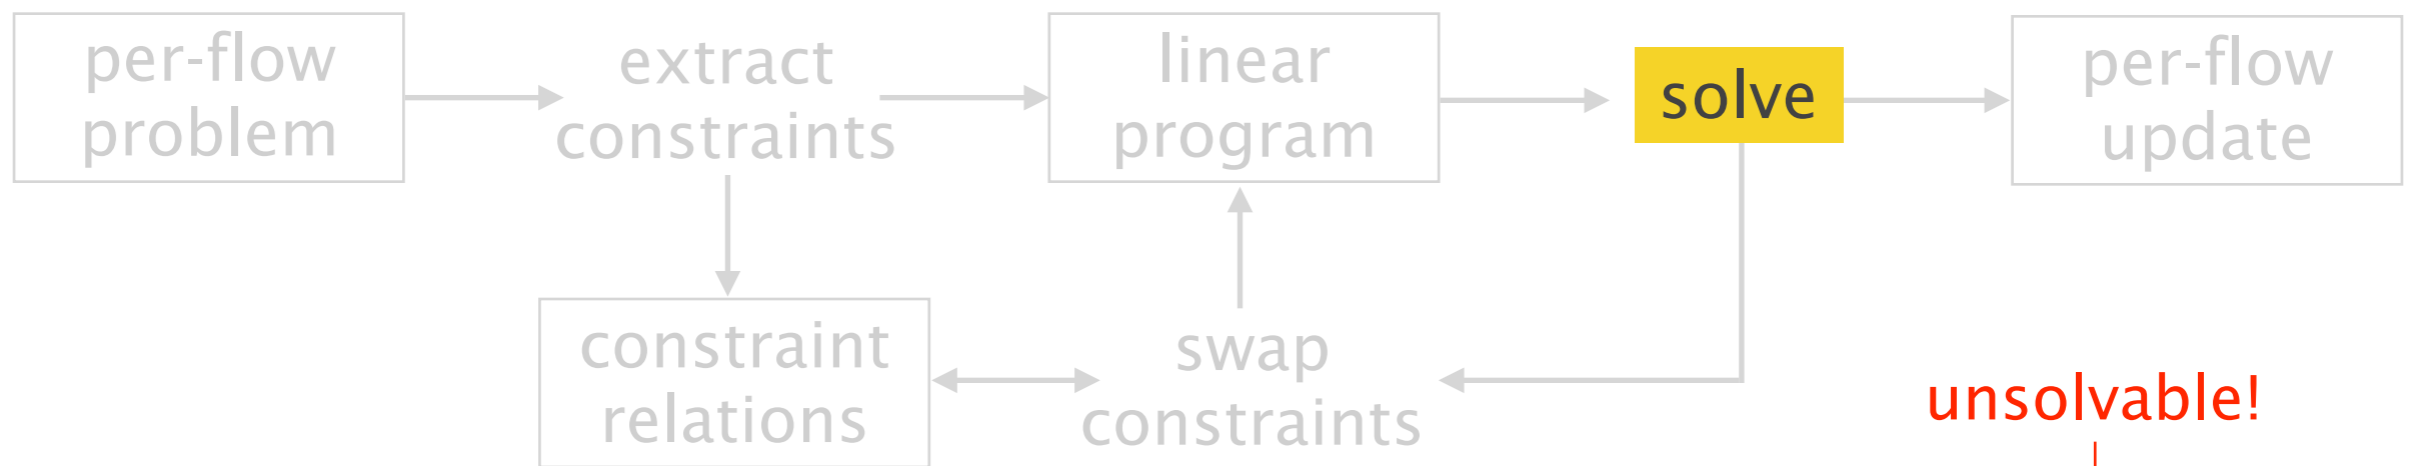 per-flow
problem
extract
constraints
linear
program
solve
per-flow
update
constraint
relations
swap
constraints
unsolvable!